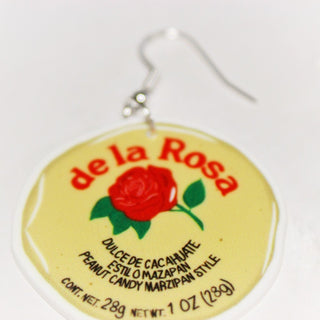 de la Rosa
DULCE DE CACAHUATE
ESTILO MAZAPAN
PEANUT CANDY MARZIPAN STYLE
CONT. NET. 28g NET WT. 1 OZ (28g)